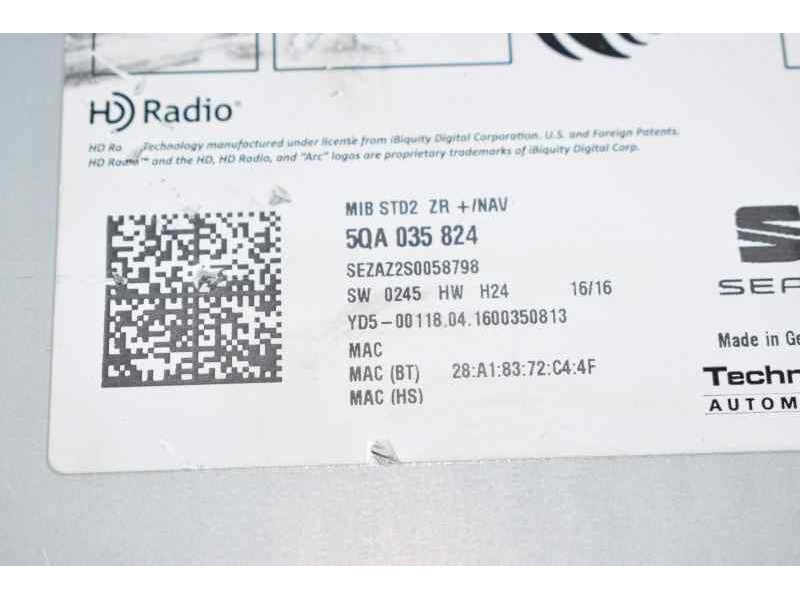 HD Radio®
HD Ra Technology manufactured under license from iBiquity Digital Corporation. U.S. and Foreign Patents.
HD Radio™ and the HD, HD Radio, and "Arc" logos are proprietary trademarks of iBiquity Digital Corp.
MIB STD2 ZR +/NAV
5QA 035 824
SEZAZ2S0058798
SW 0245 HW H24 16/16
YD5-00118.04.1600350813
MAC
MAC (BT) 28:A1:83:72:C4:4F
MAC (HS)
SEA
Made in Ge
Techn
AUTOM